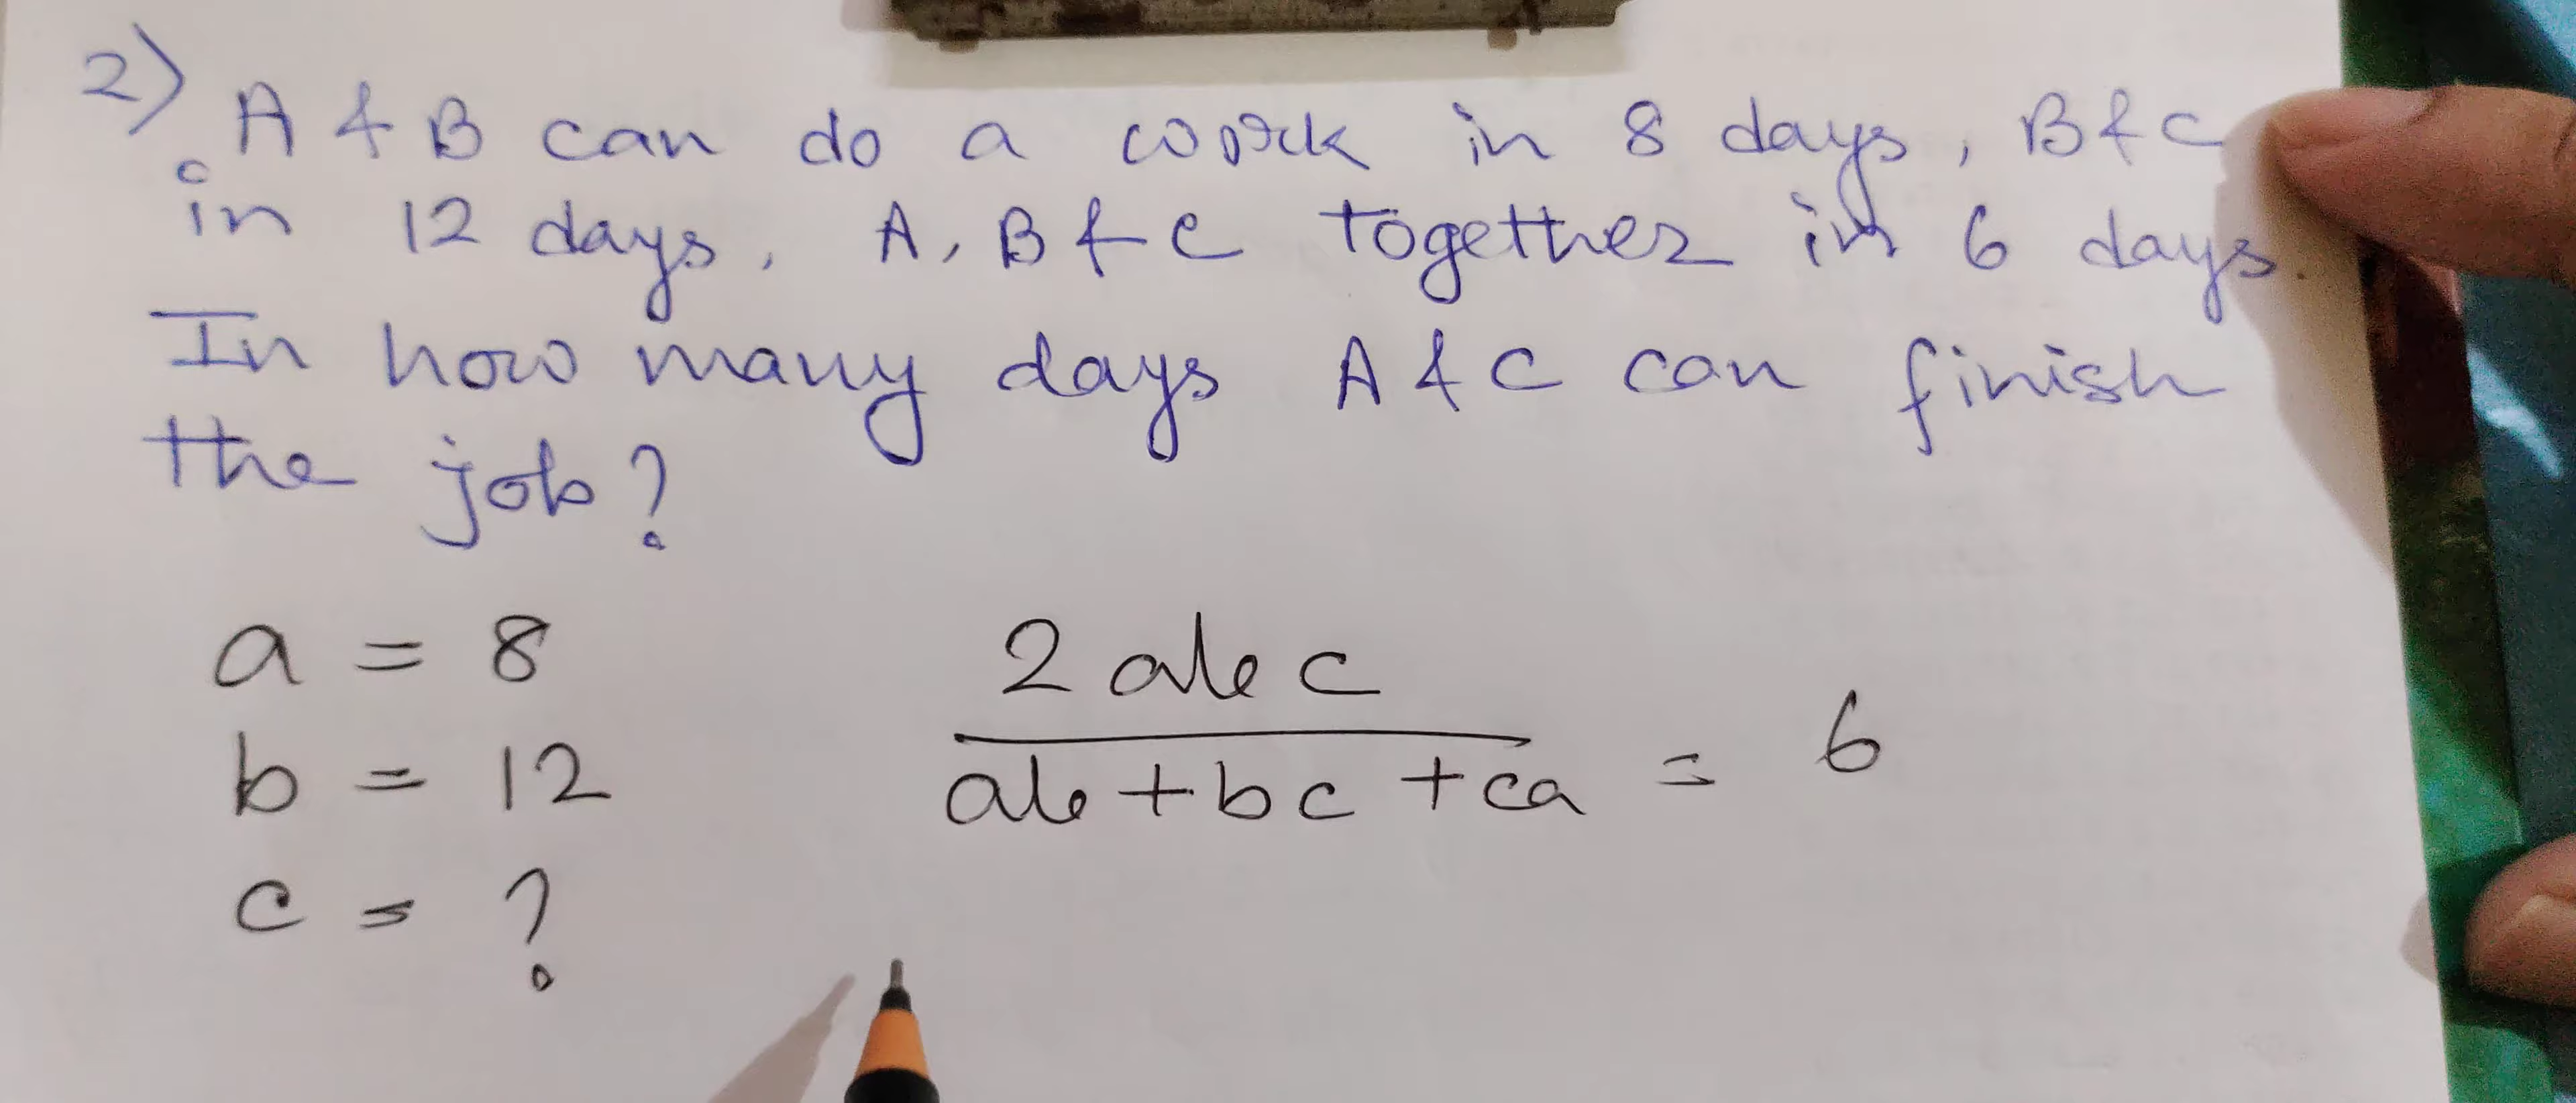 2) A & B can do a work in 8 days, B & C
in 12 days, A, B & C together in 6 days.
In how many days A & C can finish
the job?
a = 8
b = 12
c = ?
2abc
ab + bc + ca = 6